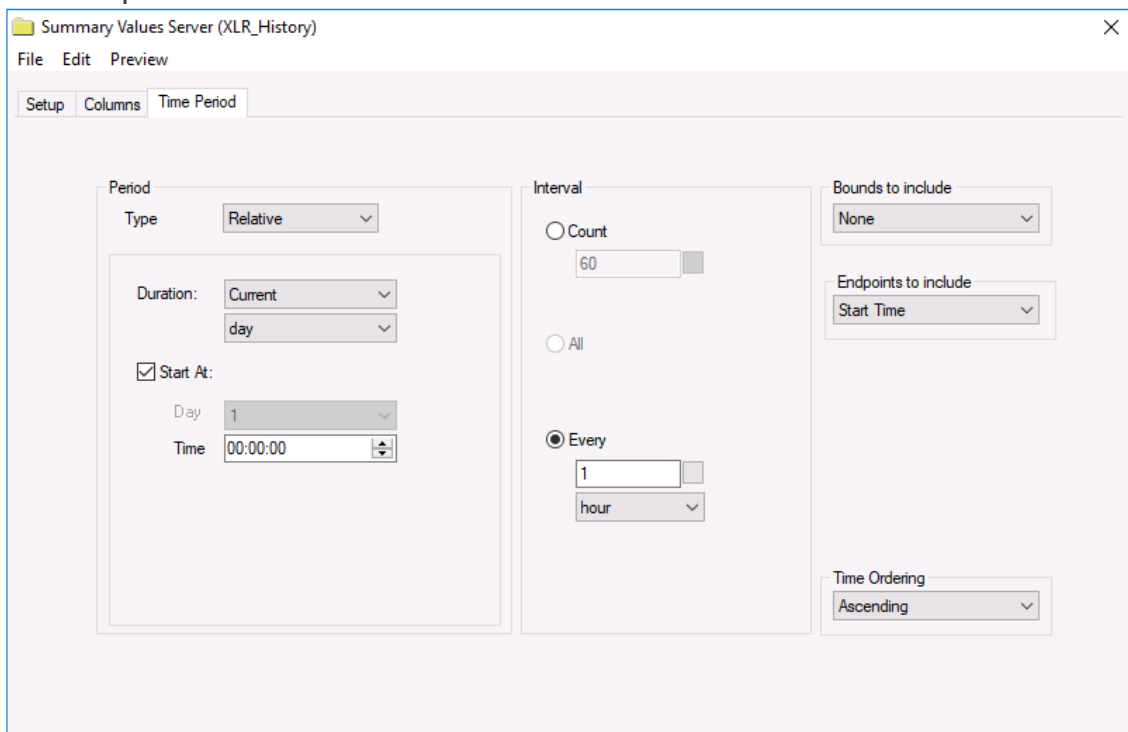 Summary Values Server (XLR_History)
File Edit Preview
Setup Columns Time Period
Period
Type Relative
Duration: Current
day
Start At:
Day 1
Time 00:00:00
Interval
Count
60
All
Every
1
hour
Bounds to include
None
Endpoints to include
Start Time
Time Ordering
Ascending